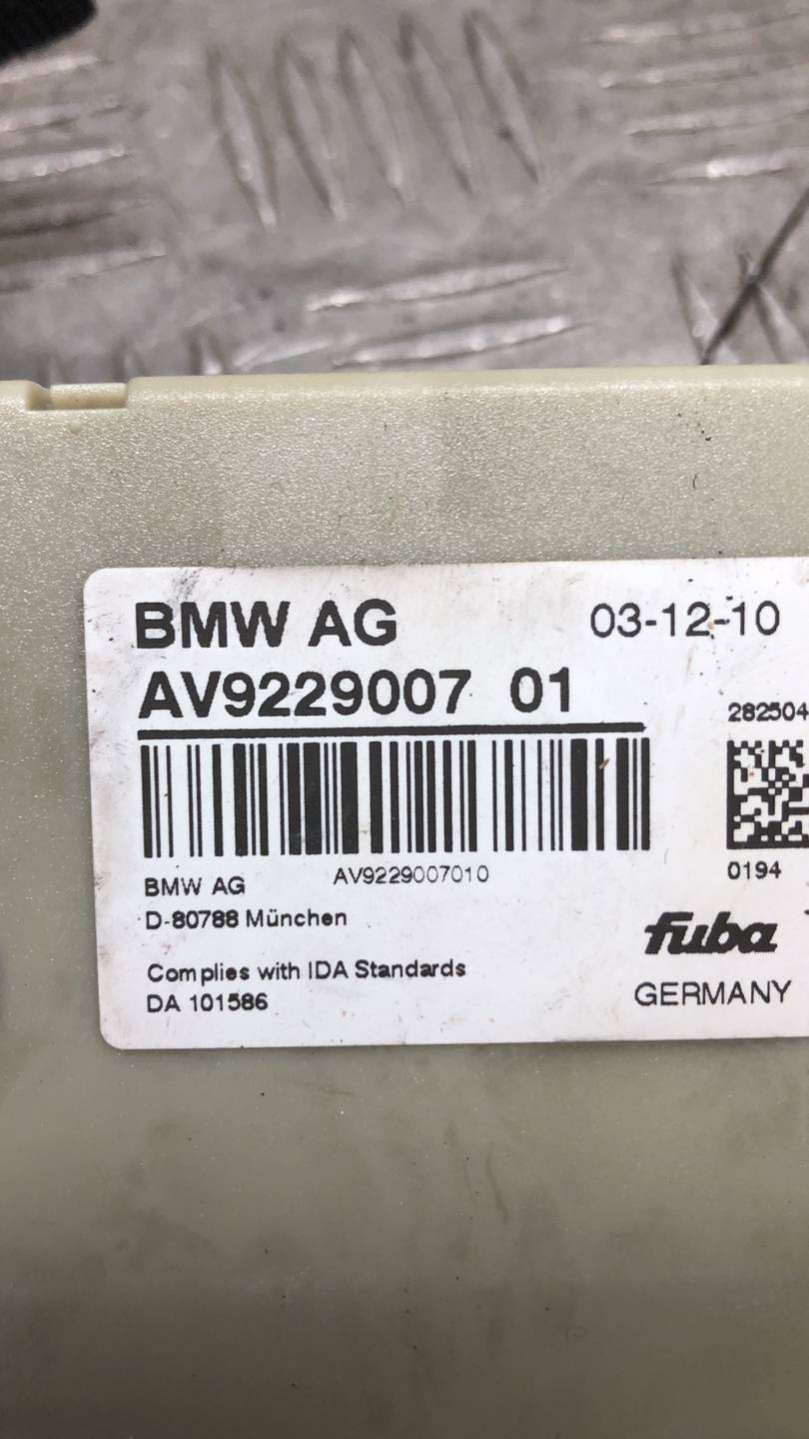 BMW AG 03-12-10
AV9229007 01
282504
AV9229007010
0194
BMW AG
D-80788 München
fuba
Complies with IDA Standards
DA 101586
GERMANY